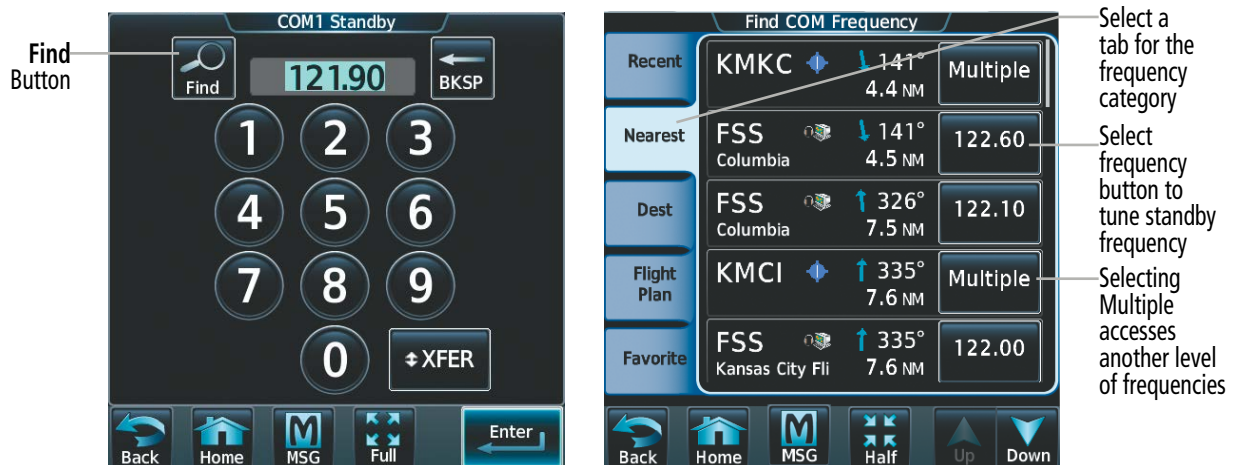 COM1 Standby
Find
Button
Find
121.90
BKSP
1 2 3
4 5 6
7 8 9
0 XFER
Back Home MSG Full Enter
Find COM Frequency
Recent
Nearest
Dest
Flight
Plan
Favorite
KMKC 141° Multiple
4.4 NM
FSS 141° 122.60
Columbia 4.5 NM
FSS 326° 122.10
Columbia 7.5 NM
KMCI 335° Multiple
7.6 NM
FSS 335° 122.00
Kansas City Fli 7.6 NM
Back Home MSG Half Up Down
Select a
tab for the
frequency
category
Select
frequency
button to
tune standby
frequency
Selecting
Multiple
accesses
another level
of frequencies